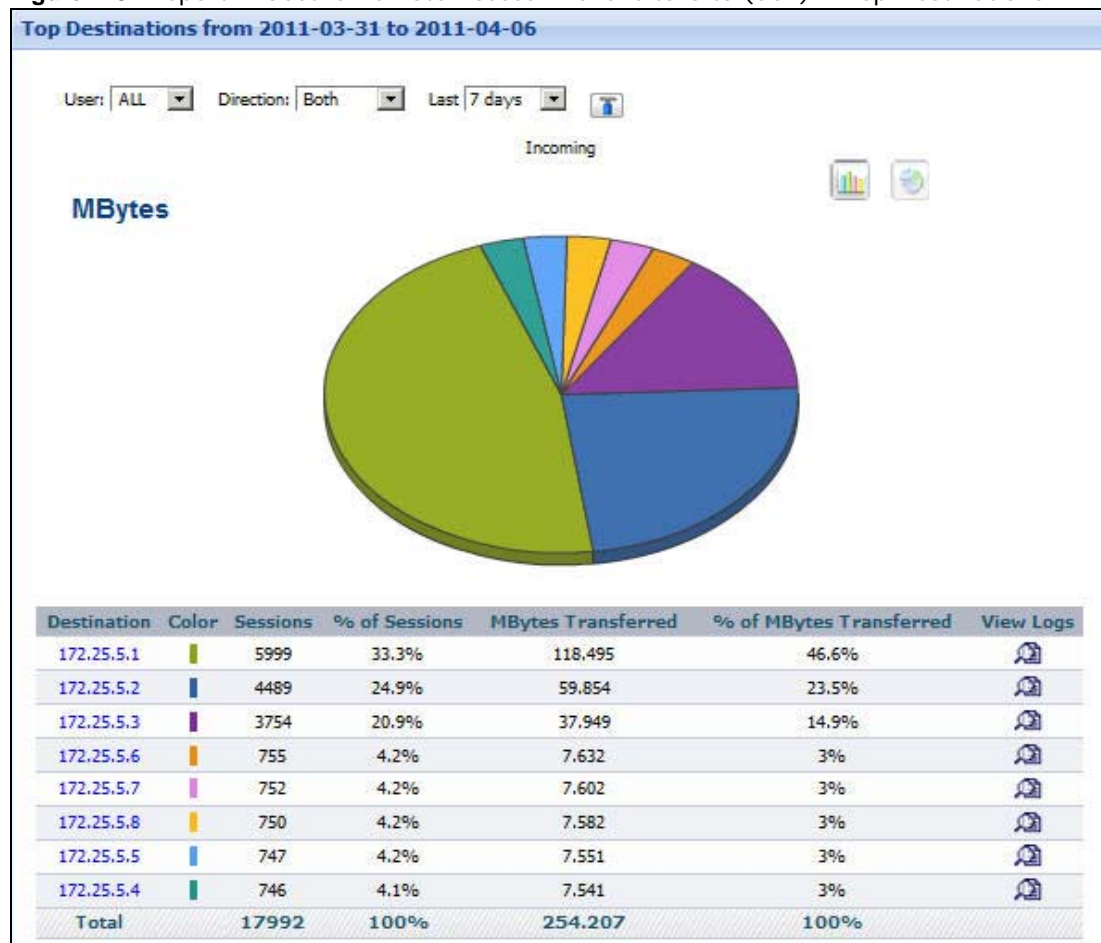 Top Destinations from 2011-03-31 to 2011-04-06
User: ALL Direction: Both Last 7 days
Incoming
MBytes
Destination Color Sessions % of Sessions MBytes Transferred % of MBytes Transferred View Logs
172.25.5.1 5999 33.3% 118.495 46.6%
172.25.5.2 4489 24.9% 59.854 23.5%
172.25.5.3 3754 20.9% 37.949 14.9%
172.25.5.6 755 4.2% 7.632 3%
172.25.5.7 752 4.2% 7.602 3%
172.25.5.8 750 4.2% 7.582 3%
172.25.5.5 747 4.2% 7.551 3%
172.25.5.4 746 4.1% 7.541 3%
Total 17992 100% 254.207 100%